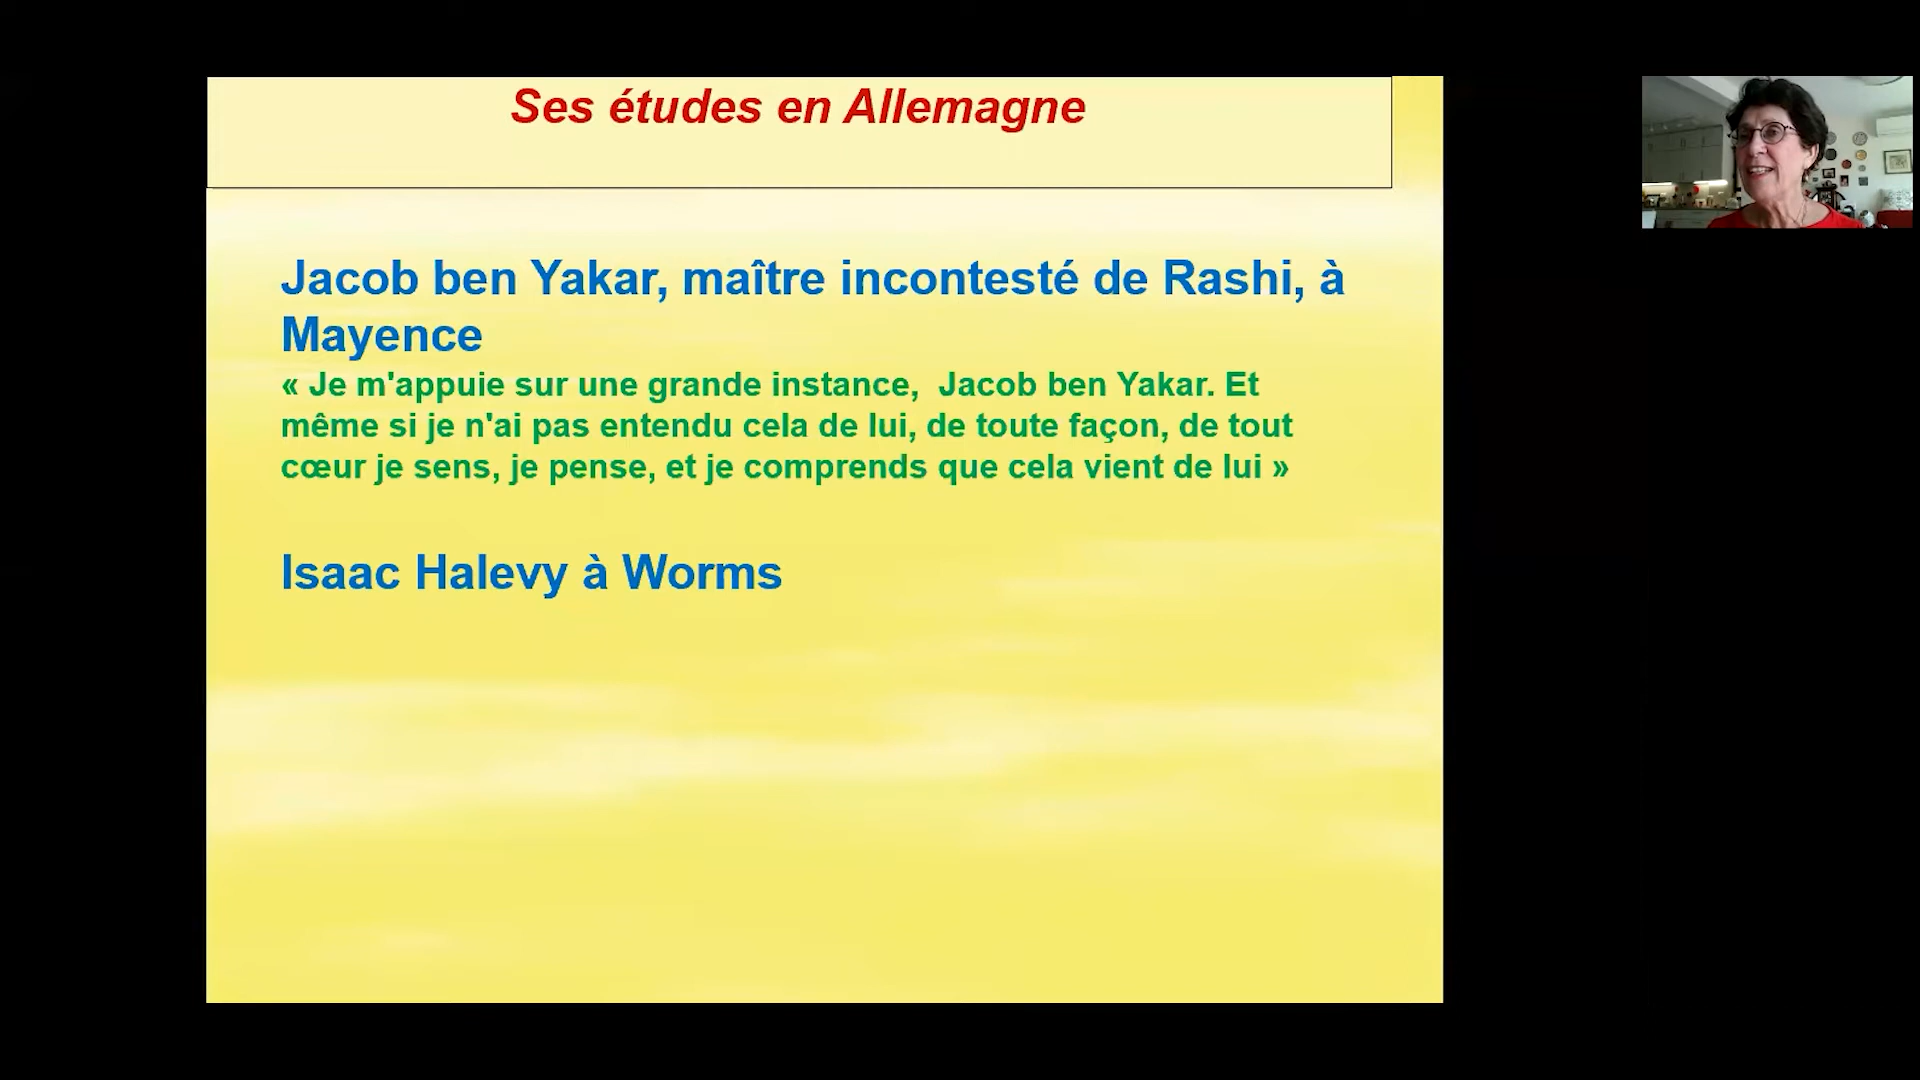 Ses études en Allemagne
Jacob ben Yakar, maître incontesté de Rashi, à
Mayence
« Je m'appuie sur une grande instance,  Jacob ben Yakar. Et
même si je n'ai pas entendu cela de lui, de toute façon, de tout
cœur je sens, je pense, et je comprends que cela vient de lui »
Isaac Halevy à Worms